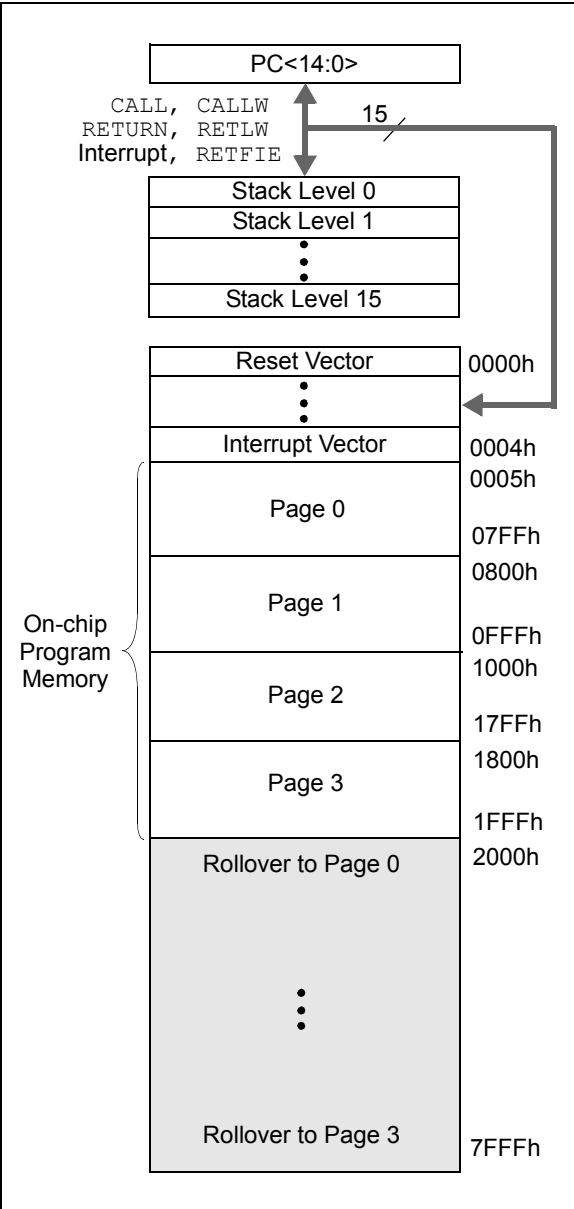 PC<14:0>
CALL, CALLW
RETURN, RETLW
Interrupt, RETFIE
15
Stack Level 0
Stack Level 1
Stack Level 15
Reset Vector
0000h
Interrupt Vector
0004h
0005h
Page 0
07FFh
0800h
Page 1
0FFFh
On-chip
Program
Memory
1000h
Page 2
17FFh
1800h
Page 3
1FFFh
Rollover to Page 0
2000h
Rollover to Page 3
7FFFh